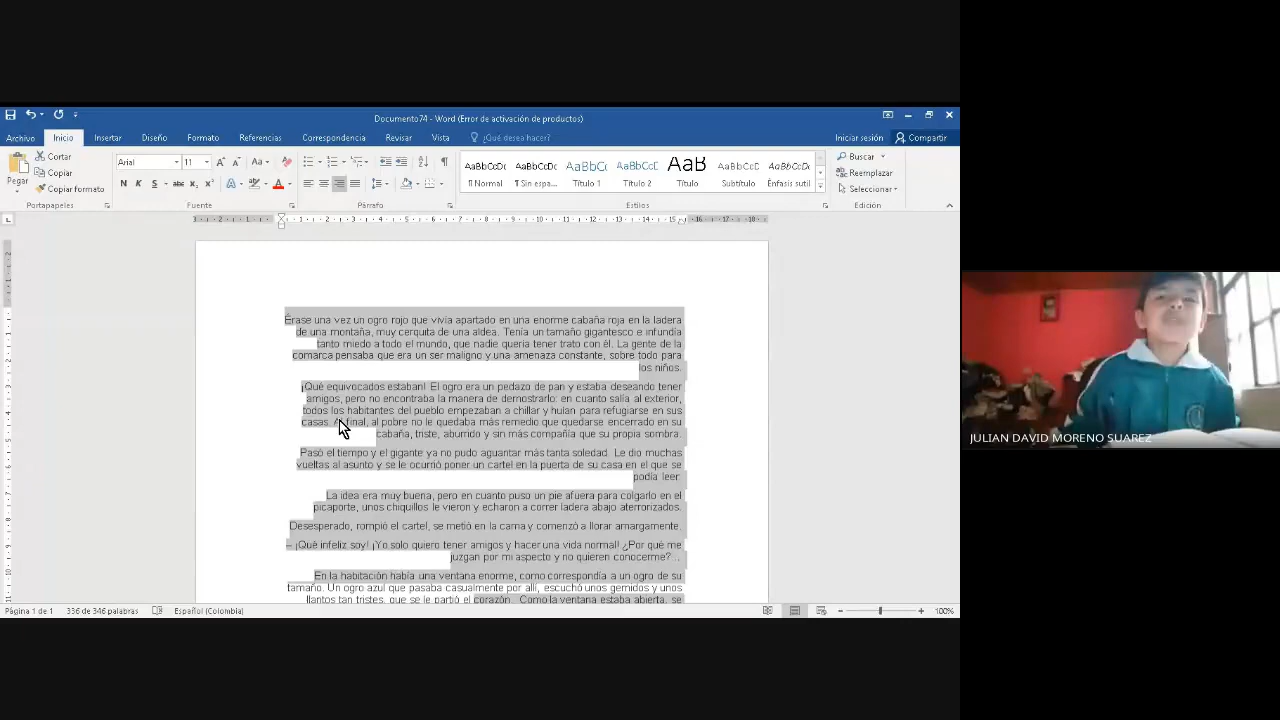 Documento74 - Word (Error de activación de productos)
Archivo Inicio Insertar Diseño Formato Referencias Correspondencia Revisar Vista ¿Qué desea hacer? Iniciar sesión Compartir
Pegar
Cortar
Copiar
Copiar formato
Portapapeles
Arial 11
N K S abc x₂ x²
Fuente
Párrafo
AaBbCcDc AaBbCcDc AaBbCc AaBbCcD AaB AaBbCcD AaBbCcDc
¶ Normal ¶ Sin espa... Título 1 Título 2 Título Subtítulo Énfasis sutil
Estilos
Buscar
Reemplazar
Seleccionar
Edición
Érase una vez un ogro rojo que vivía apartado en una enorme cabaña roja en la ladera
de una montaña, muy cerquita de una aldea. Tenía un tamaño gigantesco e infundía
tanto miedo a todo el mundo, que nadie quería tener trato con él. La gente de la
comarca pensaba que era un ser maligno y una amenaza constante, sobre todo para
los niños.
¡Qué equivocados estaban! El ogro era un pedazo de pan y estaba deseando tener
amigos, pero no encontraba la manera de demostrarlo: en cuanto salía al exterior,
todos los habitantes del pueblo empezaban a chillar y huían para refugiarse en sus
casas. Al final, al pobre no le quedaba más remedio que quedarse encerrado en su
cabaña, triste, aburrido y sin más compañía que su propia sombra.
Pasó el tiempo y el gigante ya no pudo aguantar más tanta soledad. Le dio muchas
vueltas al asunto y se le ocurrió poner un cartel en la puerta de su casa en el que se
podía leer:
La idea era muy buena, pero en cuanto puso un pie afuera para colgarlo en el
picaporte, unos chiquillos le vieron y echaron a correr ladera abajo aterrorizados.
Desesperado, rompió el cartel, se metió en la cama y comenzó a llorar amargamente.
– ¡Qué infeliz soy! ¡Yo solo quiero tener amigos y hacer una vida normal! ¿Por qué me
juzgan por mi aspecto y no quieren conocerme?...
En la habitación había una ventana enorme, como correspondía a un ogro de su
tamaño. Un ogro azul que pasaba casualmente por allí, escuchó unos gemidos y unos
llantos tan tristes, que se le partió el corazón. Como la ventana estaba abierta, se
Página 1 de 1 336 de 346 palabras Español (Colombia) 100%
JULIAN DAVID MORENO SUAREZ